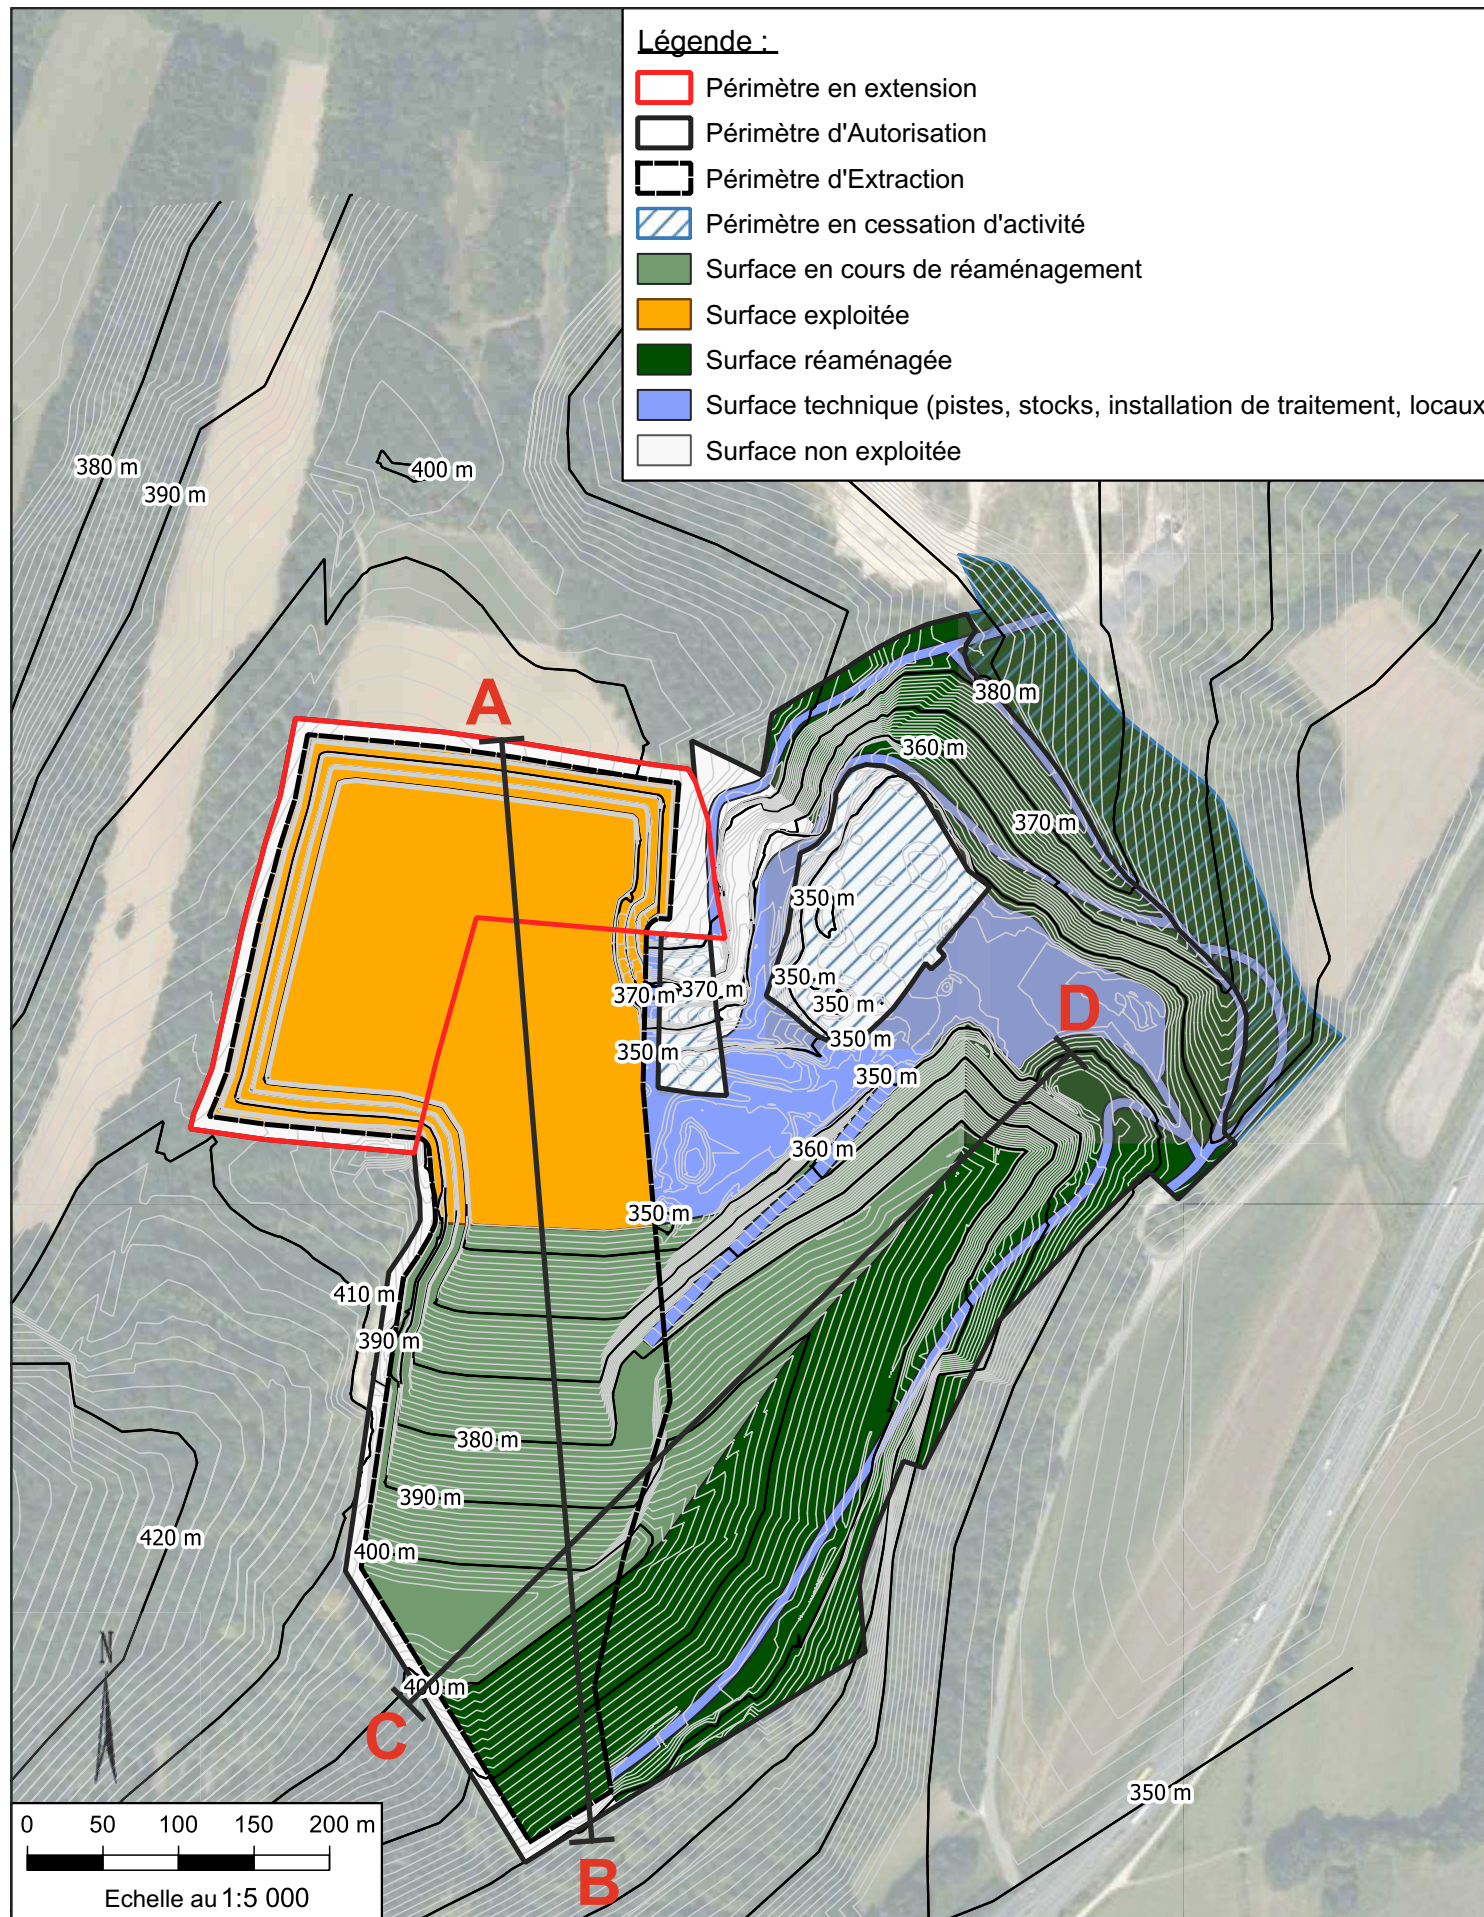 Légende :
Périmètre en extension
Périmètre d'Autorisation
Périmètre d'Extraction
Périmètre en cessation d'activité
Surface en cours de réaménagement
Surface exploitée
Surface réaménagée
Surface technique (pistes, stocks, installation de traitement, locaux
Surface non exploitée
380 m
400 m
390 m
380 m
A
360 m
370 m
350 m
350 m
370 m
370 m
350 m
D
350 m
350 m
350 m
360 m
350 m
410 m
390 m
380 m
390 m
420 m
400 m
N
400 m
C
350 m
B
0 50 100 150 200 m
Echelle au 1:5 000